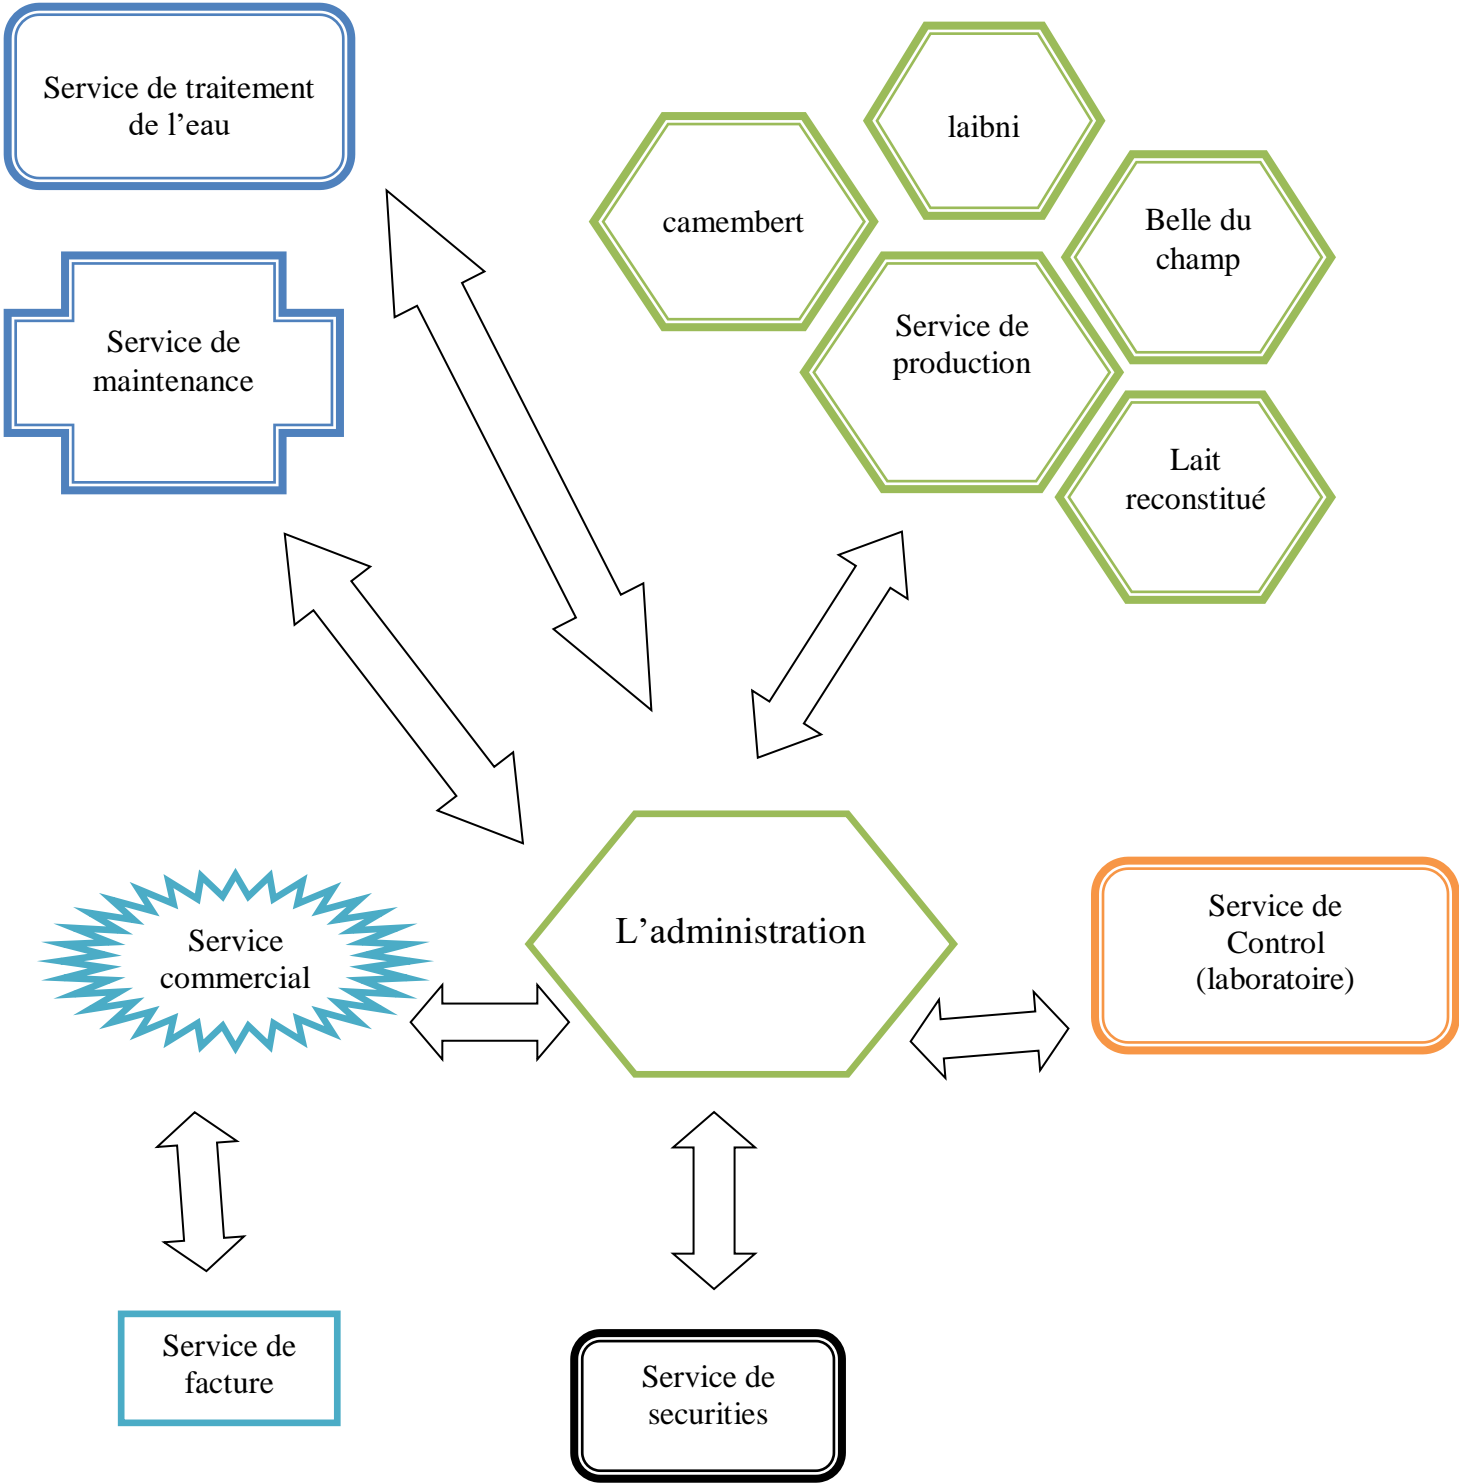 Service de traitement
de l’eau
laibni
camembert
Belle du
champ
Service de
production
Service de
maintenance
Lait
reconstitué
L’administration
Service
commercial
Service de
Control
(laboratoire)
Service de
facture
Service de
securities